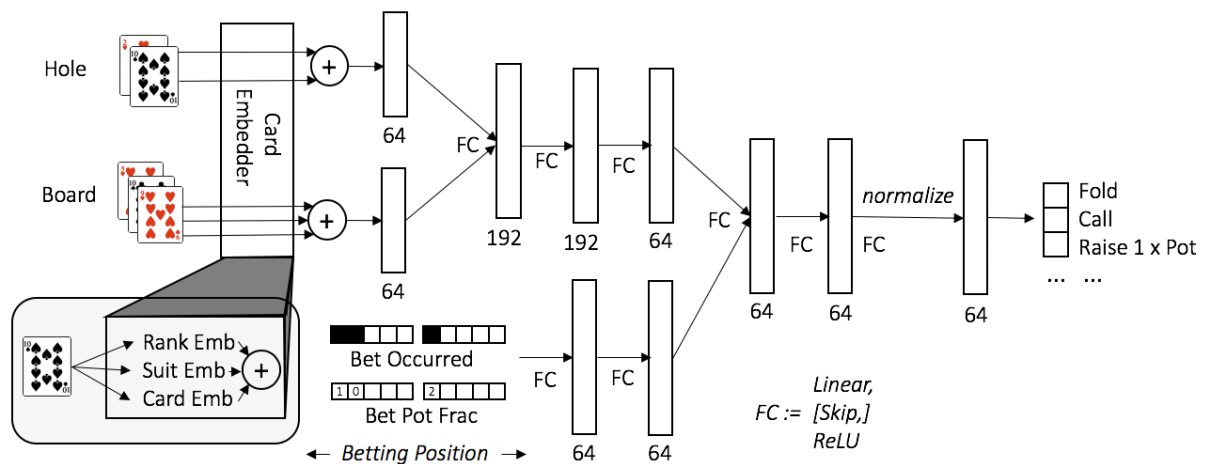 Hole
Board
Card
Embedder
64
64
FC
192
FC
192
FC
64
FC
64
FC
64
normalize
FC
64
Fold
Call
Raise 1 x Pot
... ...
10
Rank Emb
Suit Emb
Card Emb
Bet Occurred
1 0 2
Bet Pot Frac
Betting Position
FC
64
FC
64
FC :=
Linear,
[Skip,]
ReLU